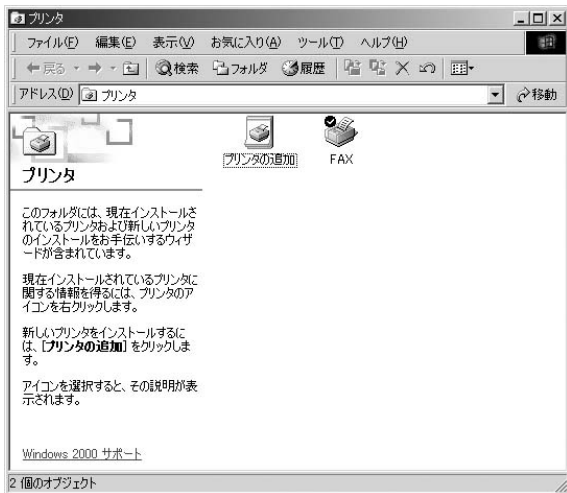 プリンタ
ファイル(F) 編集(E) 表示(V) お気に入り(A) ツール(T) ヘルプ(H)
戻る 検索 フォルダ 履歴
アドレス(D) プリンタ 移動
プリンタの追加 FAX
プリンタ
このフォルダには、現在インストールさ
れているプリンタおよび新しいプリンタ
のインストールをお手伝いするウィザ
ードが含まれています。
現在インストールされているプリンタに
関する情報を得るには、プリンタのア
イコンを右クリックします。
新しいプリンタをインストールするに
は、[プリンタの追加] をクリックしま
す。
アイコンを選択すると、その説明が表
示されます。
Windows 2000 サポート
2 個のオブジェクト